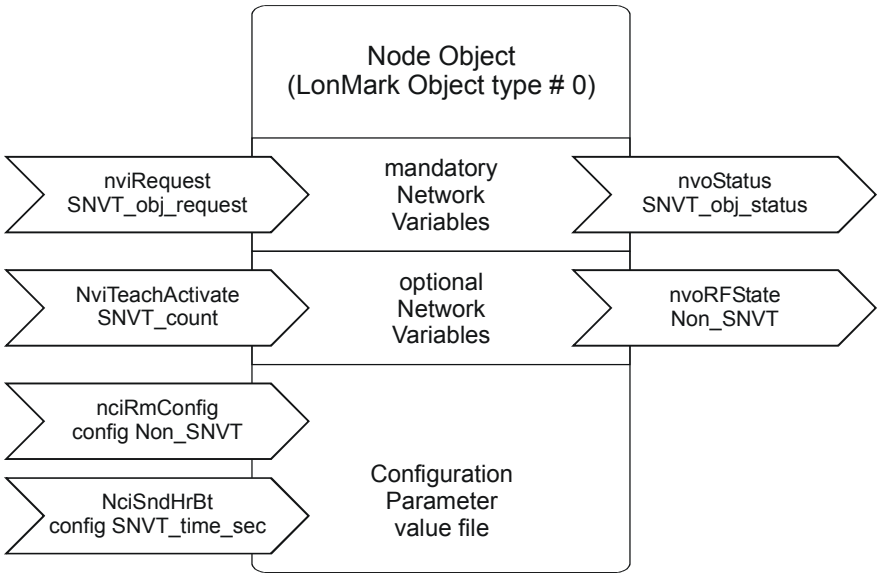 Node Object
(LonMark Object type # 0)
nviRequest
SNVT_obj_request
mandatory
Network
Variables
nvoStatus
SNVT_obj_status
NviTeachActivate
SNVT_count
optional
Network
Variables
nvoRFState
Non_SNVT
nciRmConfig
config Non_SNVT
NciSndHrBt
config SNVT_time_sec
Configuration
Parameter
value file